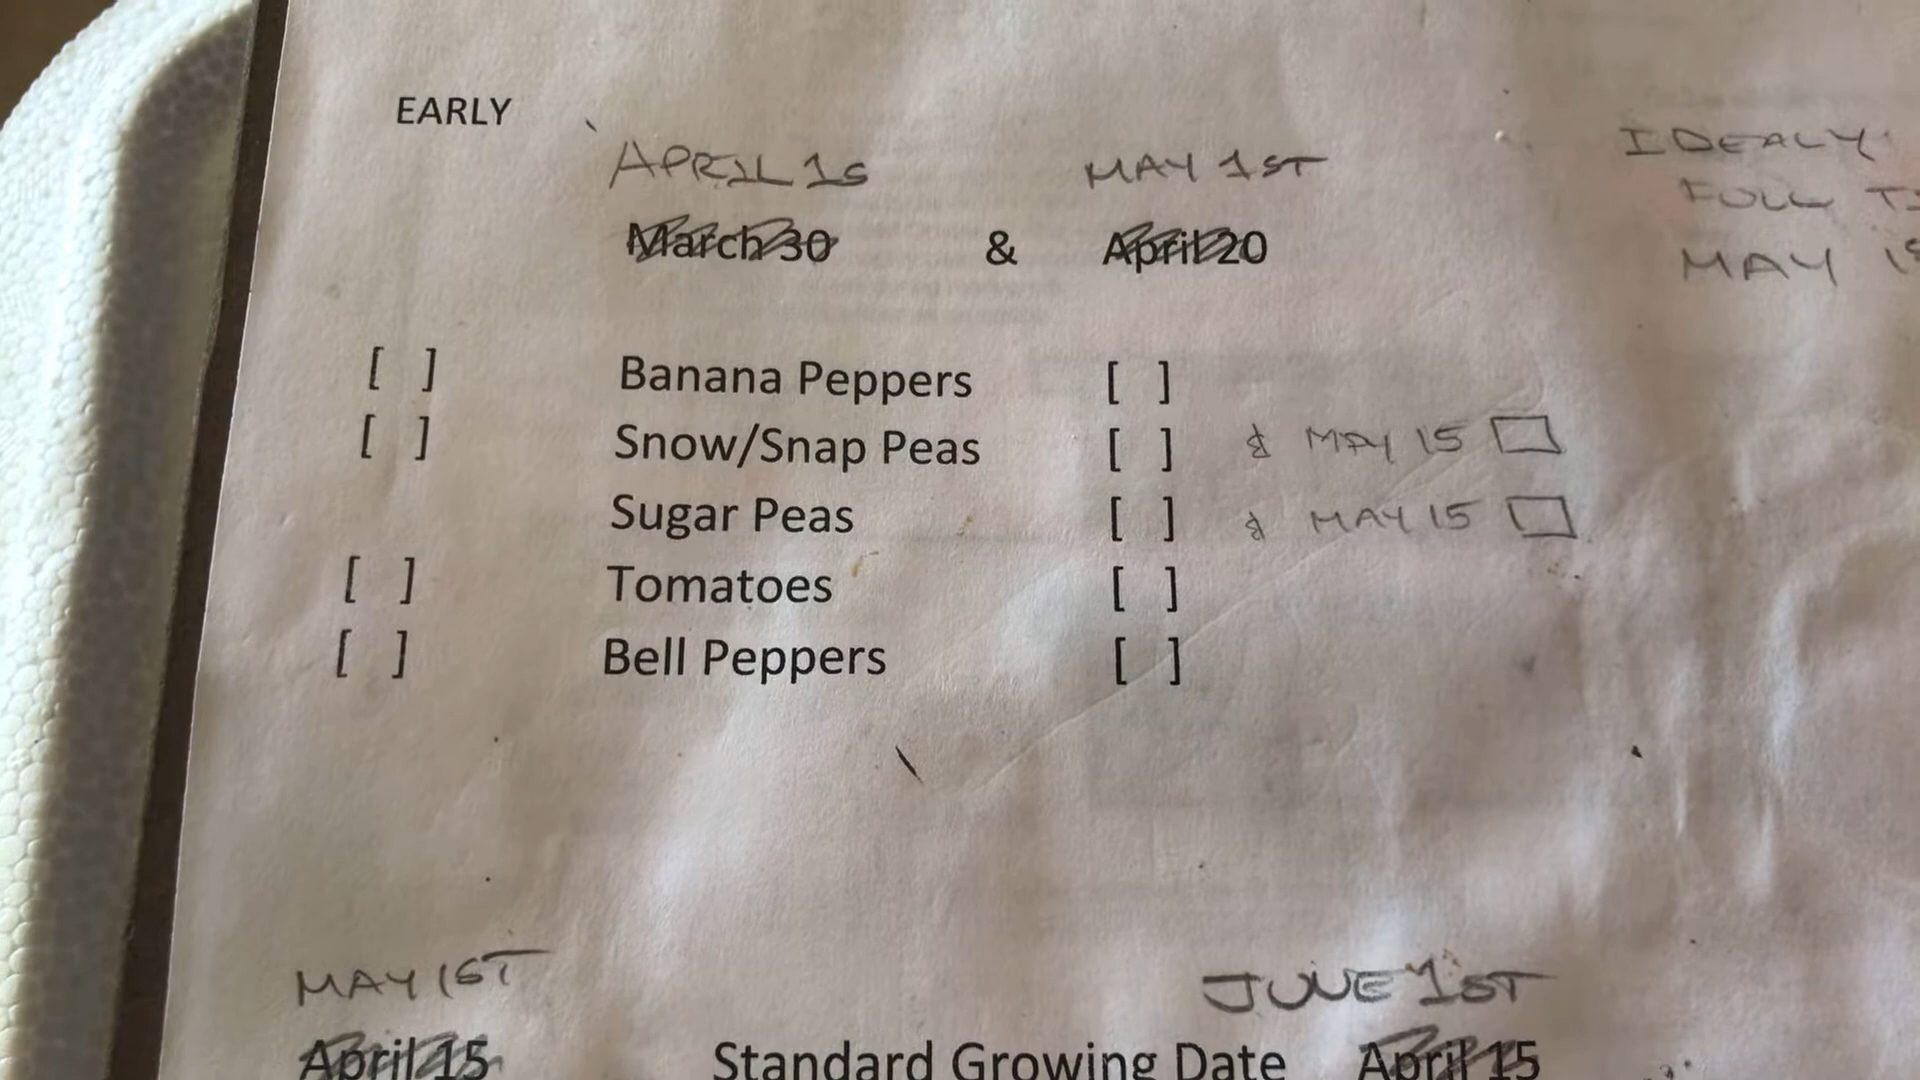 EARLY
APRIL 1S MAY 1ST
March 30 & April 20
IDEALY
FULL
MAY
[ ] Banana Peppers [ ]
[ ] Snow/Snap Peas [ ] & MAY 15
Sugar Peas [ ] & MAY 15
[ ] Tomatoes [ ]
[ ] Bell Peppers [ ]
MAY 1ST JUNE 1ST
April 15 Standard Growing Date April 15